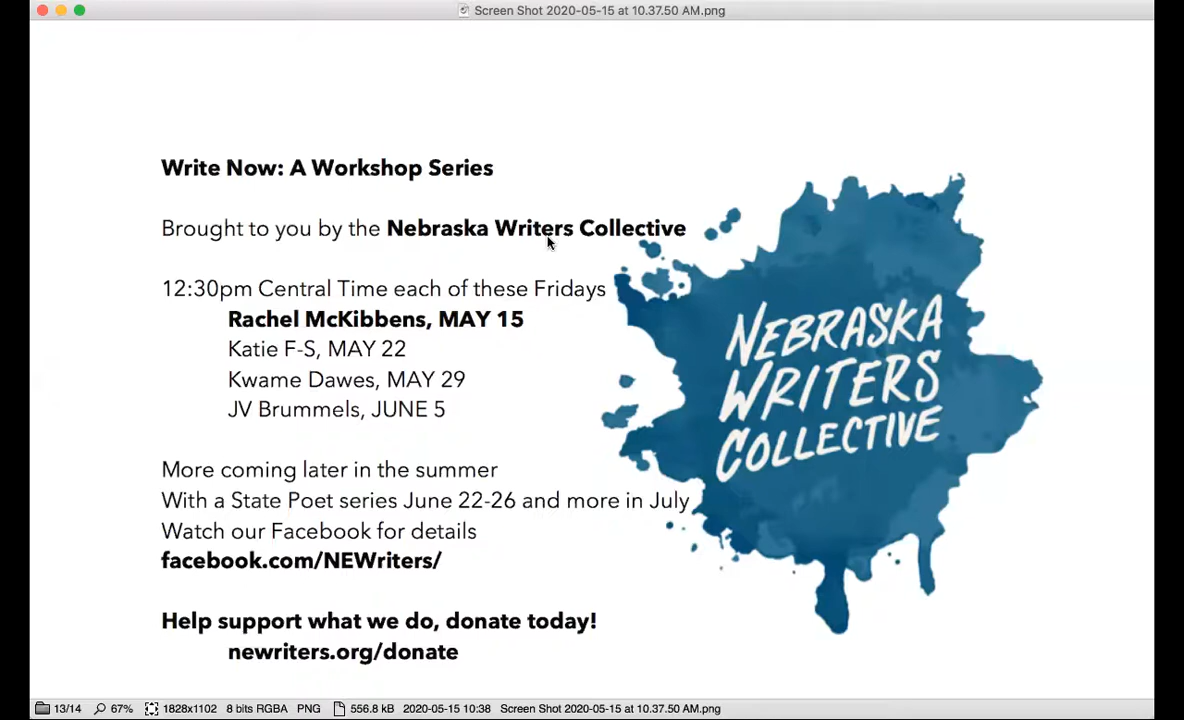 Screen Shot 2020-05-15 at 10.37.50 AM.png
Write Now: A Workshop Series
Brought to you by the Nebraska Writers Collective
12:30pm Central Time each of these Fridays
Rachel McKibbens, MAY 15
Katie F-S, MAY 22
Kwame Dawes, MAY 29
JV Brummels, JUNE 5
More coming later in the summer
With a State Poet series June 22-26 and more in July
Watch our Facebook for details
facebook.com/NEWriters/
Help support what we do, donate today!
newriters.org/donate
NEBRASKA
WRITERS
COLLECTIVE
13/14 67% 1828x1102 8 bits RGBA PNG 556.8 kB 2020-05-15 10:38 Screen Shot 2020-05-15 at 10.37.50 AM.png